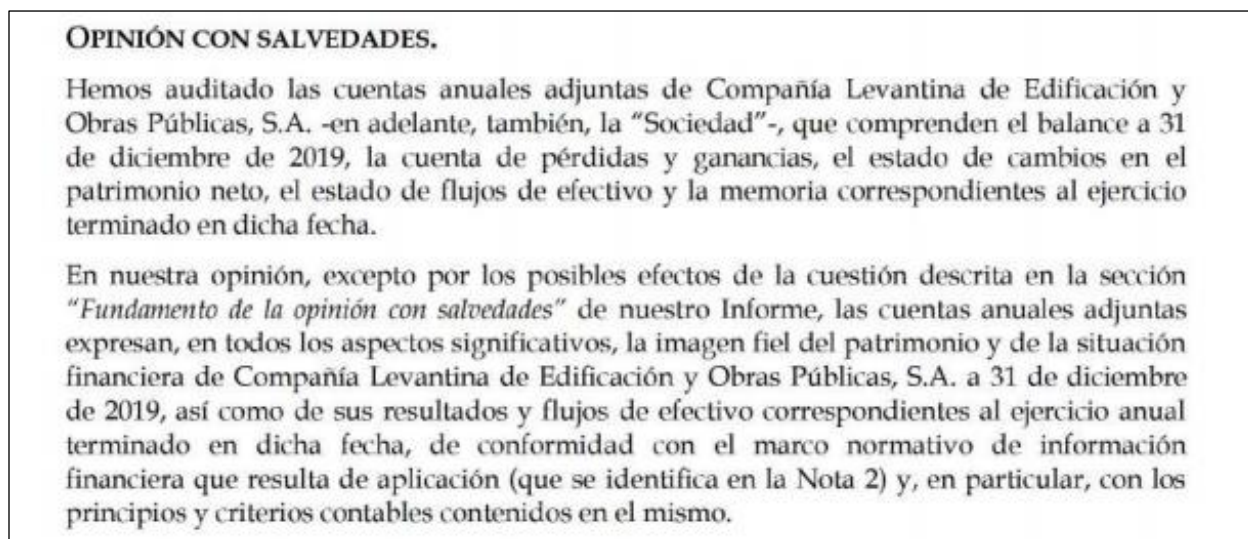 OPINIÓN CON SALVEDADES.
Hemos auditado las cuentas anuales adjuntas de Compañía Levantina de Edificación y
Obras Públicas, S.A. -en adelante, también, la “Sociedad”-, que comprenden el balance a 31
de diciembre de 2019, la cuenta de pérdidas y ganancias, el estado de cambios en el
patrimonio neto, el estado de flujos de efectivo y la memoria correspondientes al ejercicio
terminado en dicha fecha.
En nuestra opinión, excepto por los posibles efectos de la cuestión descrita en la sección
“Fundamento de la opinión con salvedades” de nuestro Informe, las cuentas anuales adjuntas
expresan, en todos los aspectos significativos, la imagen fiel del patrimonio y de la situación
financiera de Compañía Levantina de Edificación y Obras Públicas, S.A. a 31 de diciembre
de 2019, así como de sus resultados y flujos de efectivo correspondientes al ejercicio anual
terminado en dicha fecha, de conformidad con el marco normativo de información
financiera que resulta de aplicación (que se identifica en la Nota 2) y, en particular, con los
principios y criterios contables contenidos en el mismo.